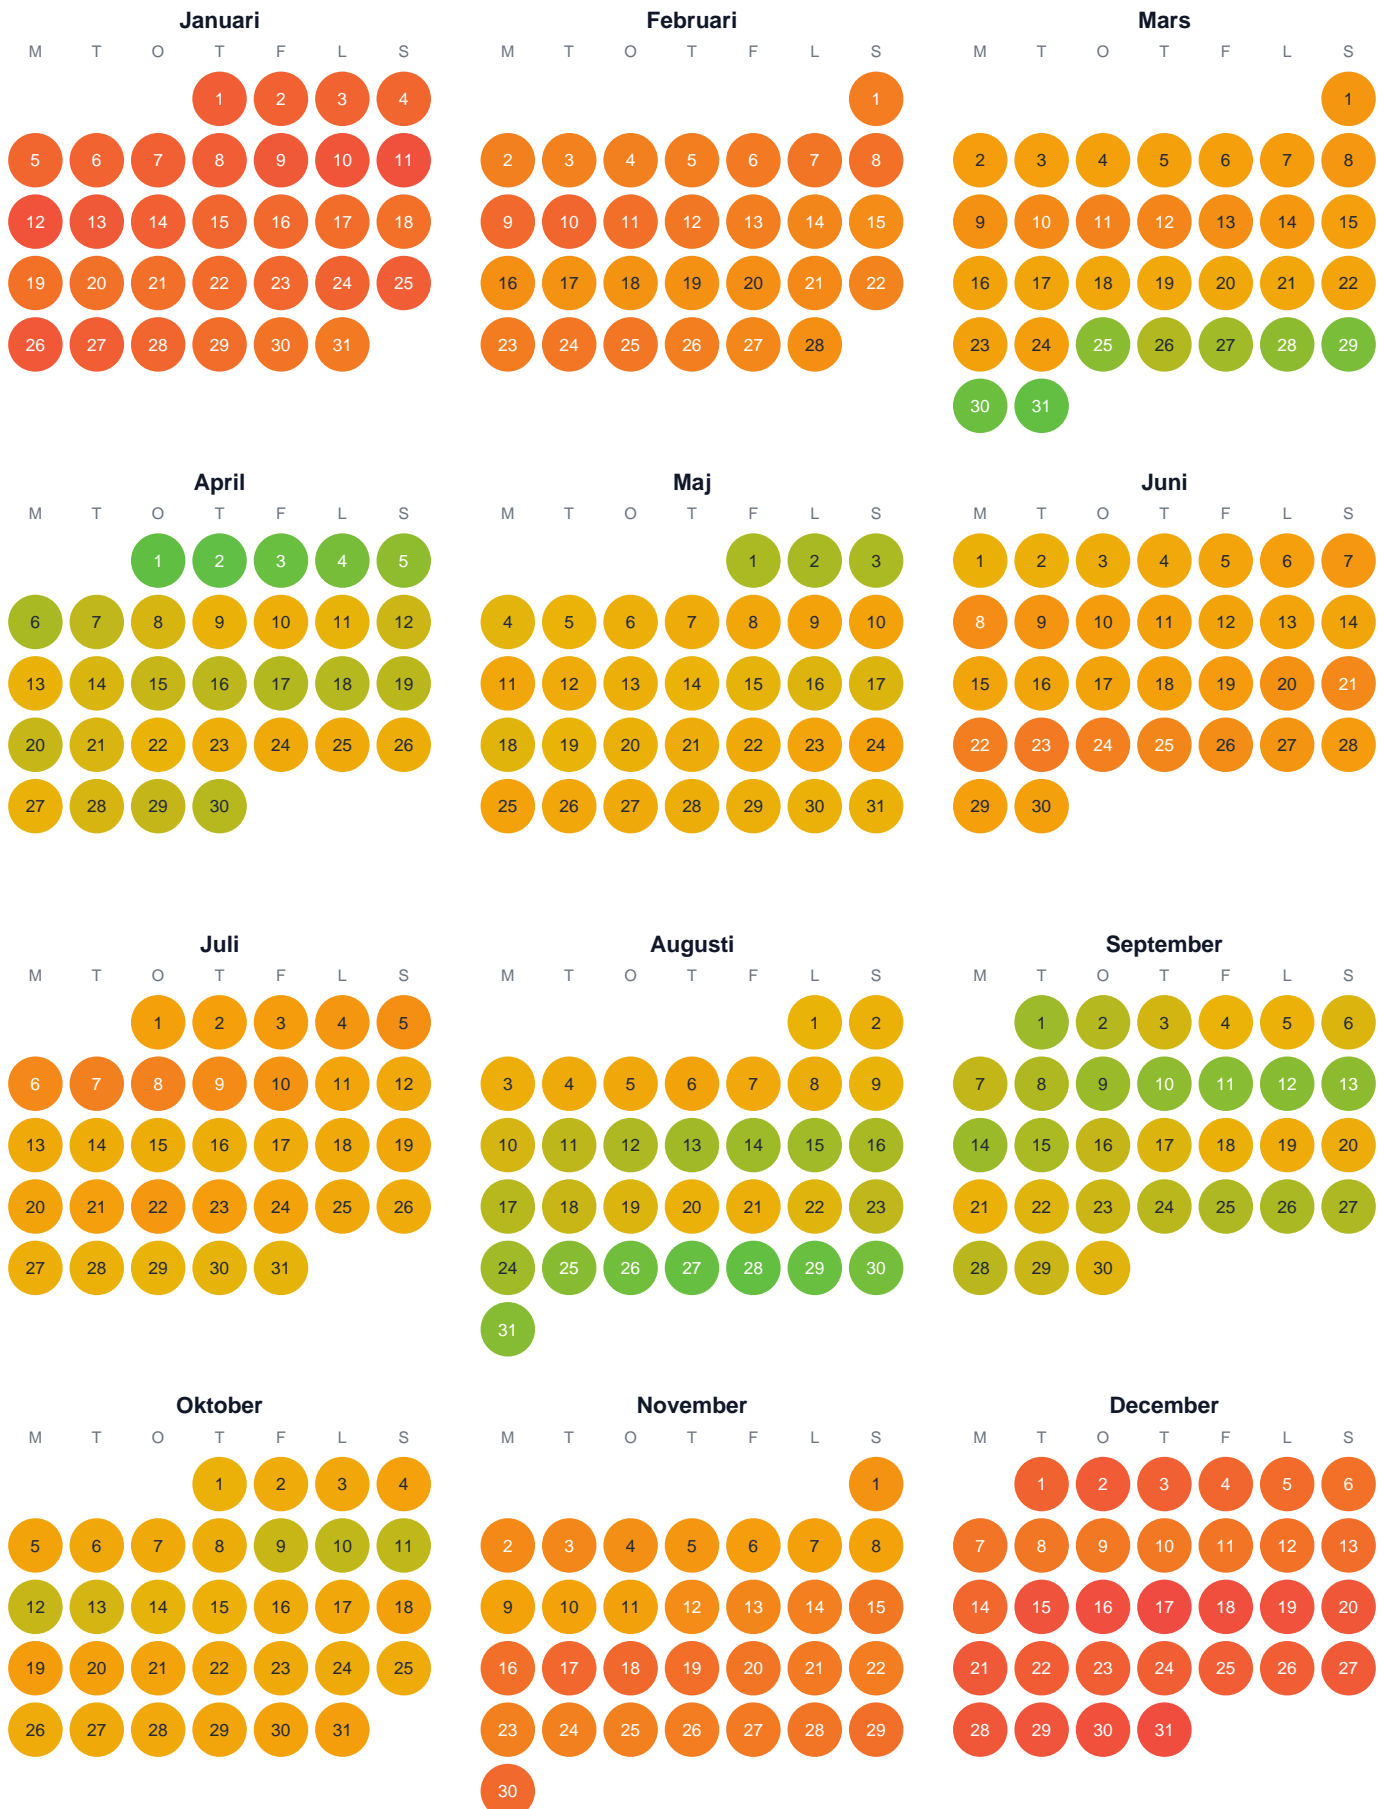 Januari Februari Mars
M T O T F L S M T O T F L S M T O T F L S
1 2 3 4 1 1
5 6 7 8 9 10 11 2 3 4 5 6 7 8 2 3 4 5 6 7 8
12 13 14 15 16 17 18 9 10 11 12 13 14 15 9 10 11 12 13 14 15
19 20 21 22 23 24 25 16 17 18 19 20 21 22 16 17 18 19 20 21 22
26 27 28 29 30 31 23 24 25 26 27 28 23 24 25 26 27 28 29
30 31
April Maj Juni
M T O T F L S M T O T F L S M T O T F L S
1 2 3 4 5 1 2 3 1 2 3 4 5 6 7
6 7 8 9 10 11 12 4 5 6 7 8 9 10 8 9 10 11 12 13 14
13 14 15 16 17 18 19 11 12 13 14 15 16 17 15 16 17 18 19 20 21
20 21 22 23 24 25 26 18 19 20 21 22 23 24 22 23 24 25 26 27 28
27 28 29 30 25 26 27 28 29 30 31 29 30
Juli Augusti September
M T O T F L S M T O T F L S M T O T F L S
1 2 3 4 5 1 2 1 2 3 4 5 6
6 7 8 9 10 11 12 3 4 5 6 7 8 9 7 8 9 10 11 12 13
13 14 15 16 17 18 19 10 11 12 13 14 15 16 14 15 16 17 18 19 20
20 21 22 23 24 25 26 17 18 19 20 21 22 23 21 22 23 24 25 26 27
27 28 29 30 31 24 25 26 27 28 29 30 28 29 30
31
Oktober November December
M T O T F L S M T O T F L S M T O T F L S
1 2 3 4 1 1 2 3 4 5 6
5 6 7 8 9 10 11 2 3 4 5 6 7 8 7 8 9 10 11 12 13
12 13 14 15 16 17 18 9 10 11 12 13 14 15 14 15 16 17 18 19 20
19 20 21 22 23 24 25 16 17 18 19 20 21 22 21 22 23 24 25 26 27
26 27 28 29 30 31 23 24 25 26 27 28 29 28 29 30 31
30